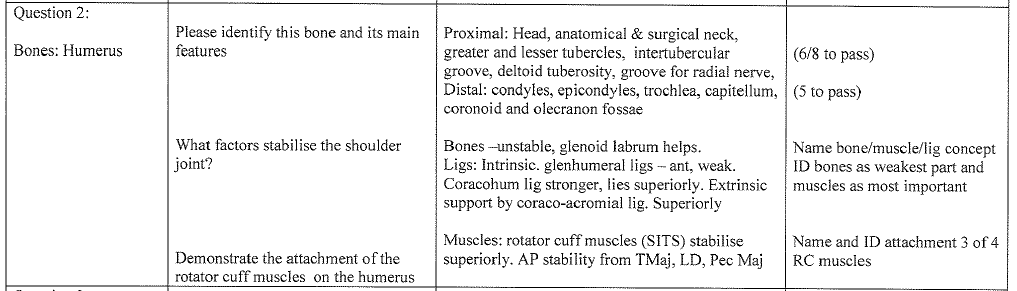 Question 2:
Bones: Humerus
Please identify this bone and its main
features
Proximal: Head, anatomical & surgical neck,
greater and lesser tubercles, intertubercular
groove, deltoid tuberosity, groove for radial nerve,
Distal: condyles, epicondyles, trochlea, capitellum,
coronoid and olecranon fossae
(6/8 to pass)
(5 to pass)
What factors stabilise the shoulder
joint?
Bones –unstable, glenoid labrum helps.
Ligs: Intrinsic. glenhumeral ligs – ant, weak.
Coracohum lig stronger, lies superiorly. Extrinsic
support by coraco-acromial lig. Superiorly
Name bone/muscle/lig concept
ID bones as weakest part and
muscles as most important
Muscles: rotator cuff muscles (SITS) stabilise
superiorly. AP stability from TMaj, LD, Pec Maj
Demonstrate the attachment of the
rotator cuff muscles on the humerus
Name and ID attachment 3 of 4
RC muscles